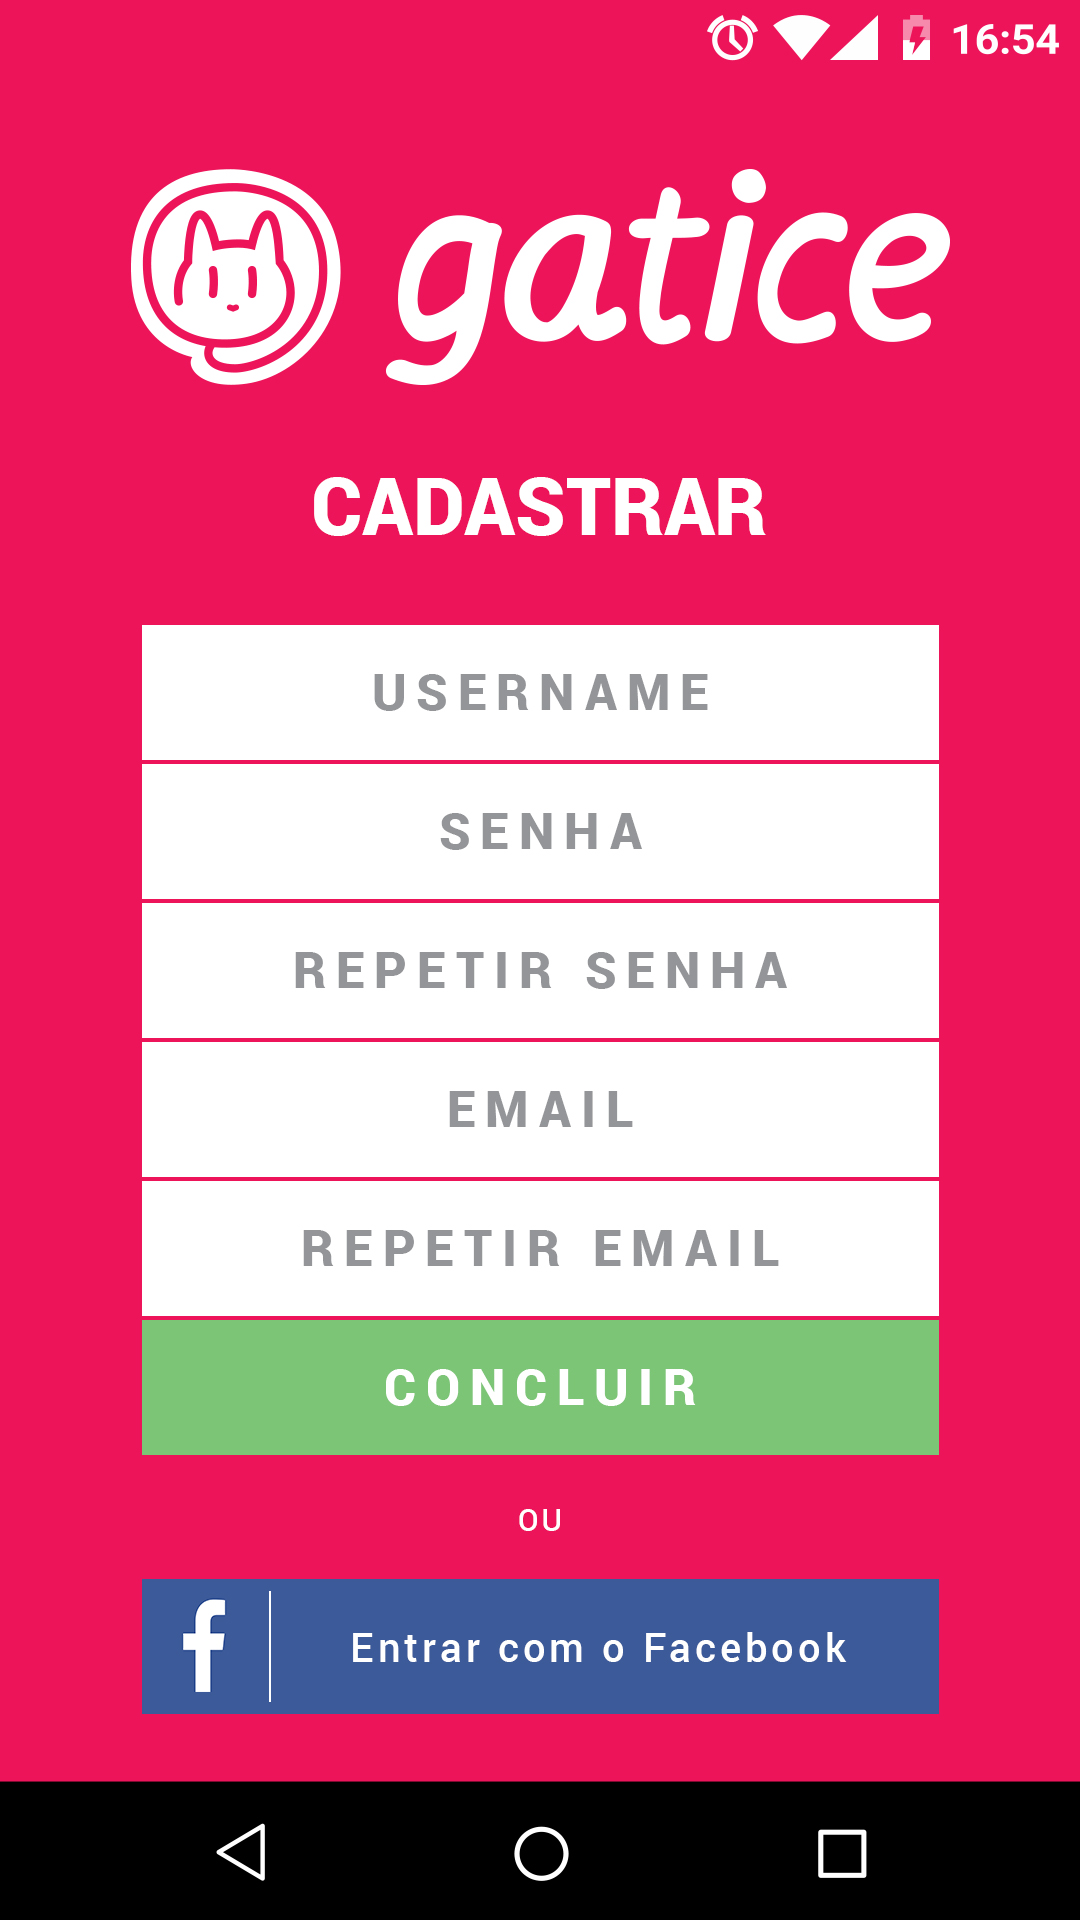 16:54
gatice
CADASTRAR
USERNAME
SENHA
REPETIR SENHA
EMAIL
REPETIR EMAIL
CONCLUIR
OU
f Entrar com o Facebook